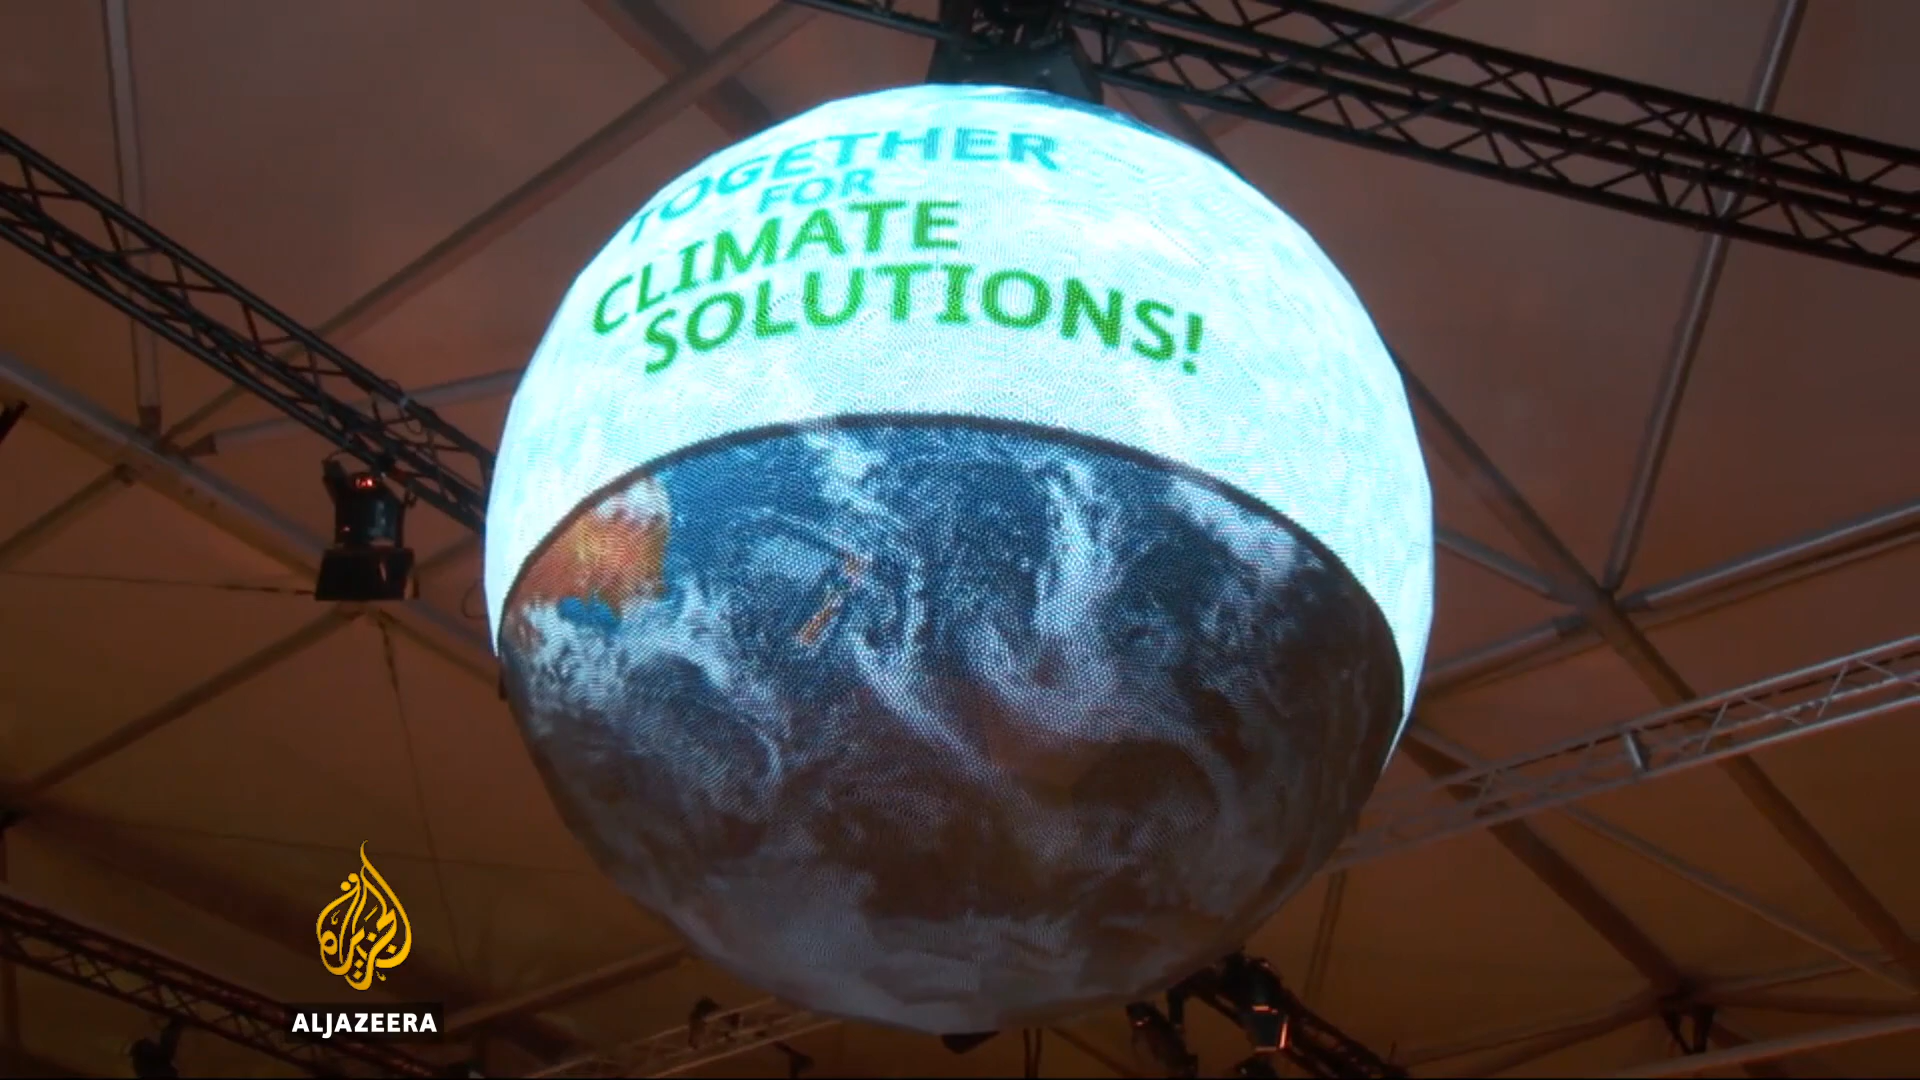 TOGETHER
FOR
CLIMATE
SOLUTIONS!
الجزيرة
ALJAZEERA